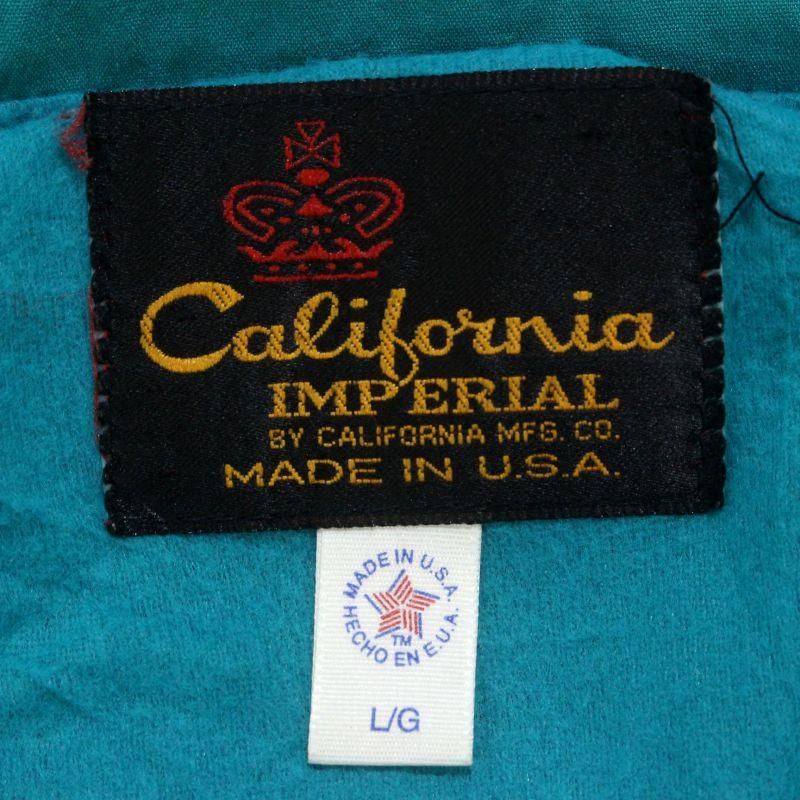 California
IMPERIAL
BY CALIFORNIA MFG. CO.
MADE IN U.S.A.
MADE IN U.S.A.
TM
HECHO EN E.U.A.
L/G